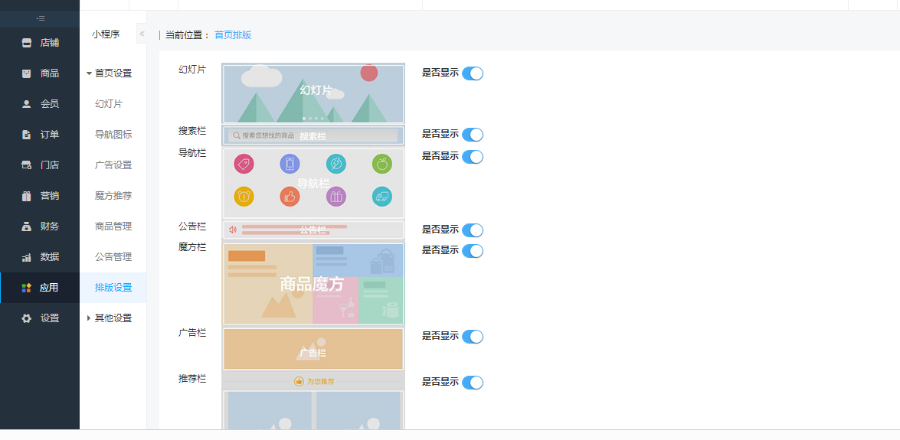 店铺
商品
会员
订单
门店
营销
财务
数据
应用
设置
小程序
首页设置
幻灯片
导航图标
广告设置
魔方推荐
商品管理
公告管理
排版设置
其他设置
当前位置： 首页排版
幻灯片
幻灯片
是否显示
搜索栏
搜索您想找的商品
搜索栏
是否显示
导航栏
导航栏
是否显示
公告栏
公告栏
是否显示
魔方栏
商品魔方
是否显示
广告栏
广告栏
是否显示
推荐栏
为您推荐
是否显示